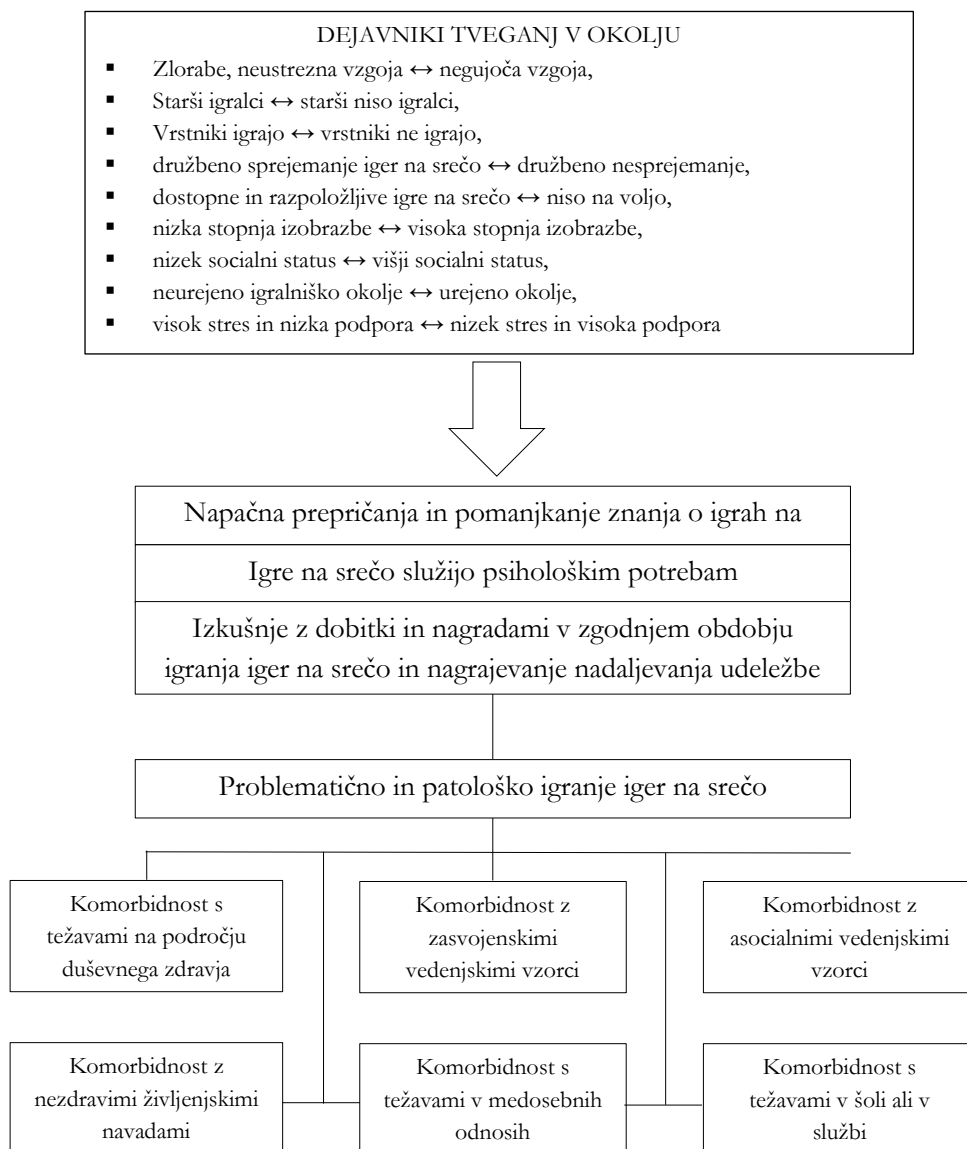 DEJAVNIKI TVEGANJ V OKOLJU
▪ Zlorabe, neustrezna vzgoja ↔ negujoča vzgoja,
▪ Starši igralci ↔ starši niso igralci,
▪ Vrstniki igrajo ↔ vrstniki ne igrajo,
▪ družbeno sprejemanje iger na srečo ↔ družbeno nesprejemanje,
▪ dostopne in razpoložljive igre na srečo ↔ niso na voljo,
▪ nizka stopnja izobrazbe ↔ visoka stopnja izobrazbe,
▪ nizek socialni status ↔ višji socialni status,
▪ neurejeno igralniško okolje ↔ urejeno okolje,
▪ visok stres in nizka podpora ↔ nizek stres in visoka podpora
Napačna prepričanja in pomanjkanje znanja o igrah na
Igre na srečo služijo psihološkim potrebam
Izkušnje z dobitki in nagradami v zgodnjem obdobju
igranja iger na srečo in nagrajevanje nadaljevanja udeležbe
Problematično in patološko igranje iger na srečo
Komorbidnost s
težavami na področju
duševnega zdravja
Komorbidnost z
zasvojenskimi
vedenjskimi vzorci
Komorbidnost z
asocialnimi vedenjskimi
vzorci
Komorbidnost z
nezdravimi življenjskimi
navadami
Komorbidnost s
težavami v medosebnih
odnosih
Komorbidnost s
težavami v šoli ali v
službi